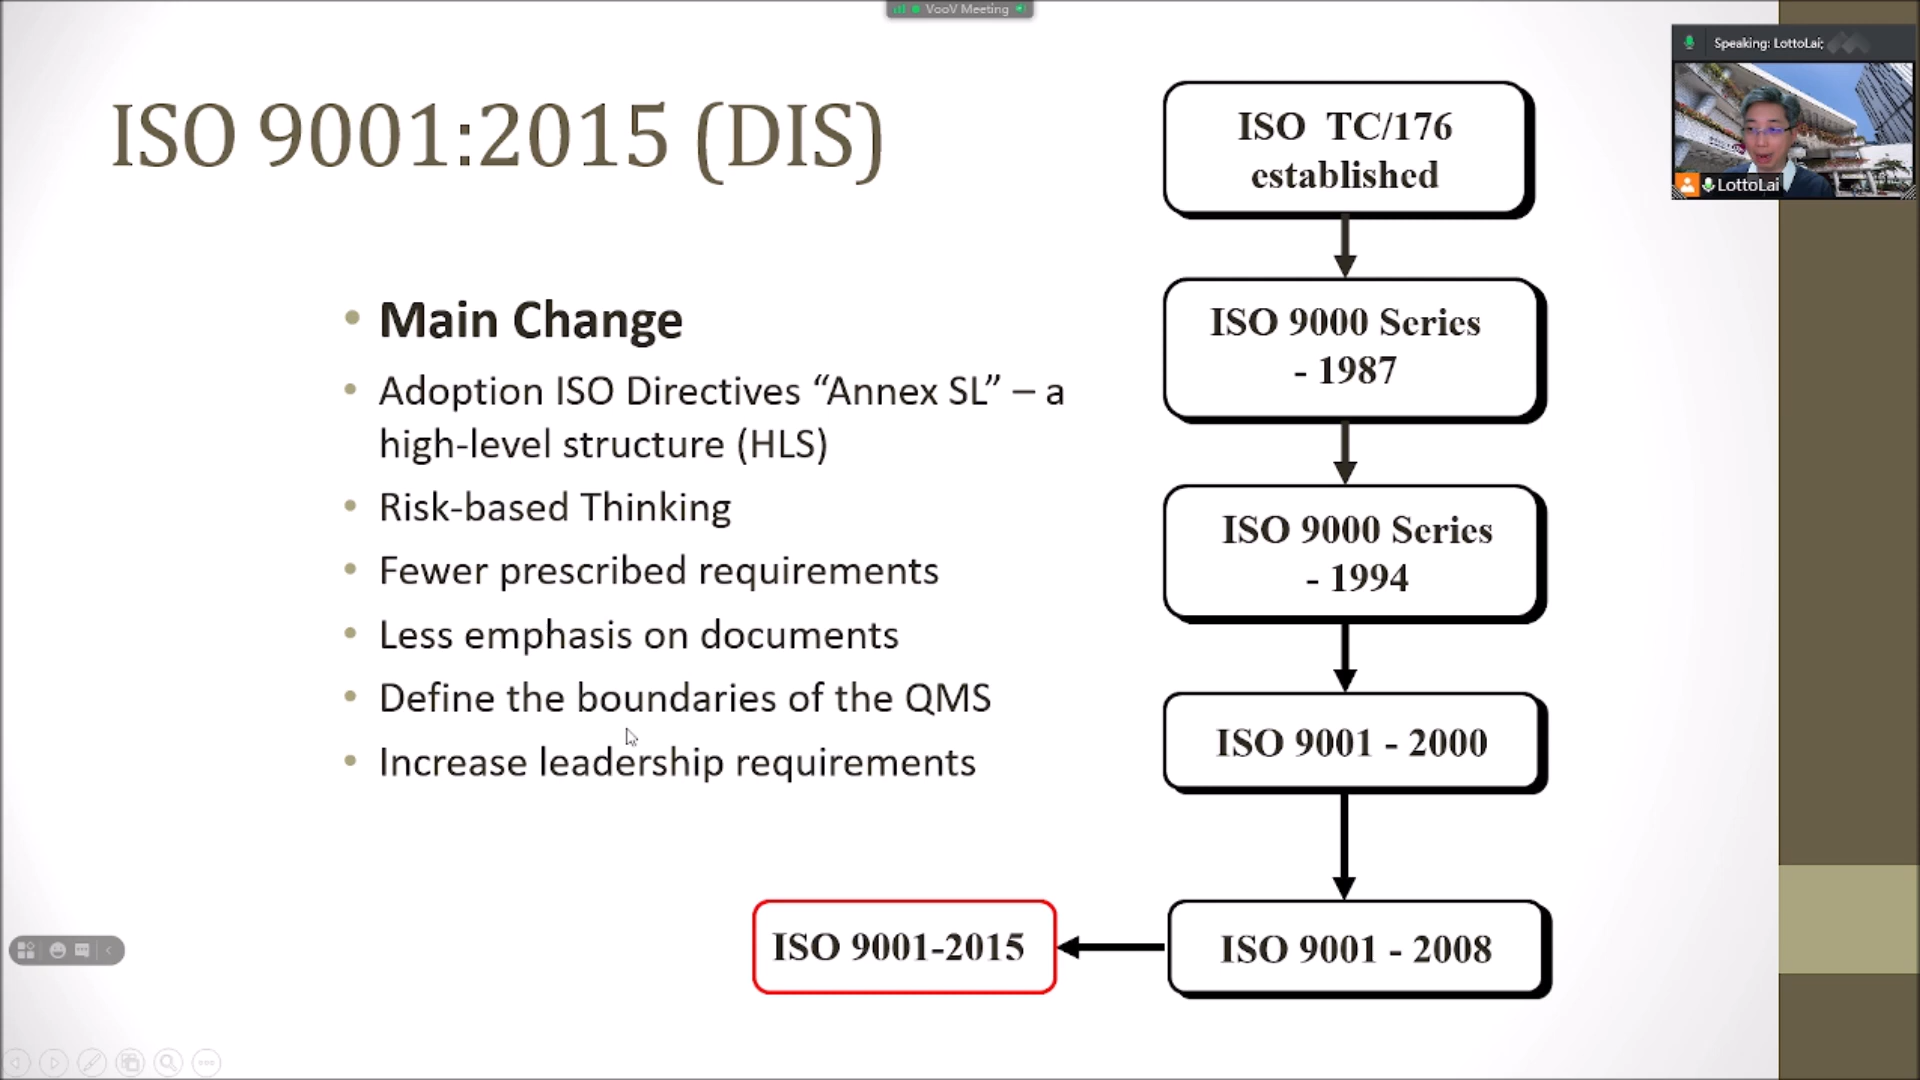 VooV Meeting
Speaking: LottoLai;
LottoLai
ISO 9001:2015 (DIS)
• Main Change
• Adoption ISO Directives “Annex SL” – a
high-level structure (HLS)
• Risk-based Thinking
• Fewer prescribed requirements
• Less emphasis on documents
• Define the boundaries of the QMS
• Increase leadership requirements
ISO TC/176
established
ISO 9000 Series
- 1987
ISO 9000 Series
- 1994
ISO 9001 - 2000
ISO 9001 - 2008
ISO 9001-2015